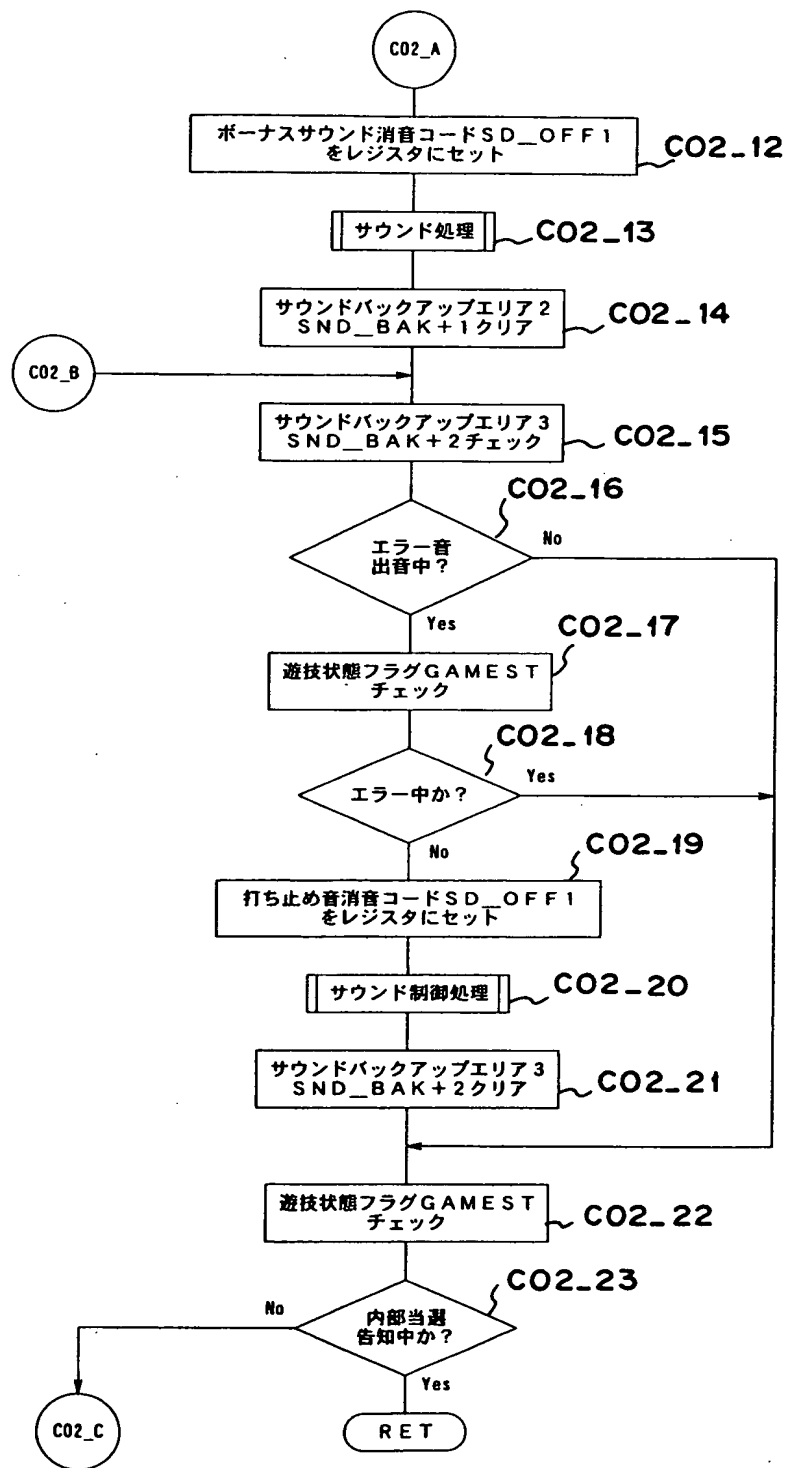 C02_A
ボーナスサウンド消音コードSD__OFF1
をレジスタにセット
C02_12
サウンド処理
C02_13
サウンドバックアップエリア2
SND__BAK+1クリア
C02_14
C02_B
サウンドバックアップエリア3
SND__BAK+2チェック
C02_15
C02_16
エラー音
出音中？
No
Yes
C02_17
遊技状態フラグGAMEST
チェック
C02_18
エラー中か？
Yes
No
C02_19
打ち止め音消音コードSD__OFF1
をレジスタにセット
サウンド制御処理
C02_20
サウンドバックアップエリア3
SND__BAK+2クリア
C02_21
遊技状態フラグGAMEST
チェック
C02_22
C02_23
No
内部当選
告知中か？
Yes
C02_C
RET